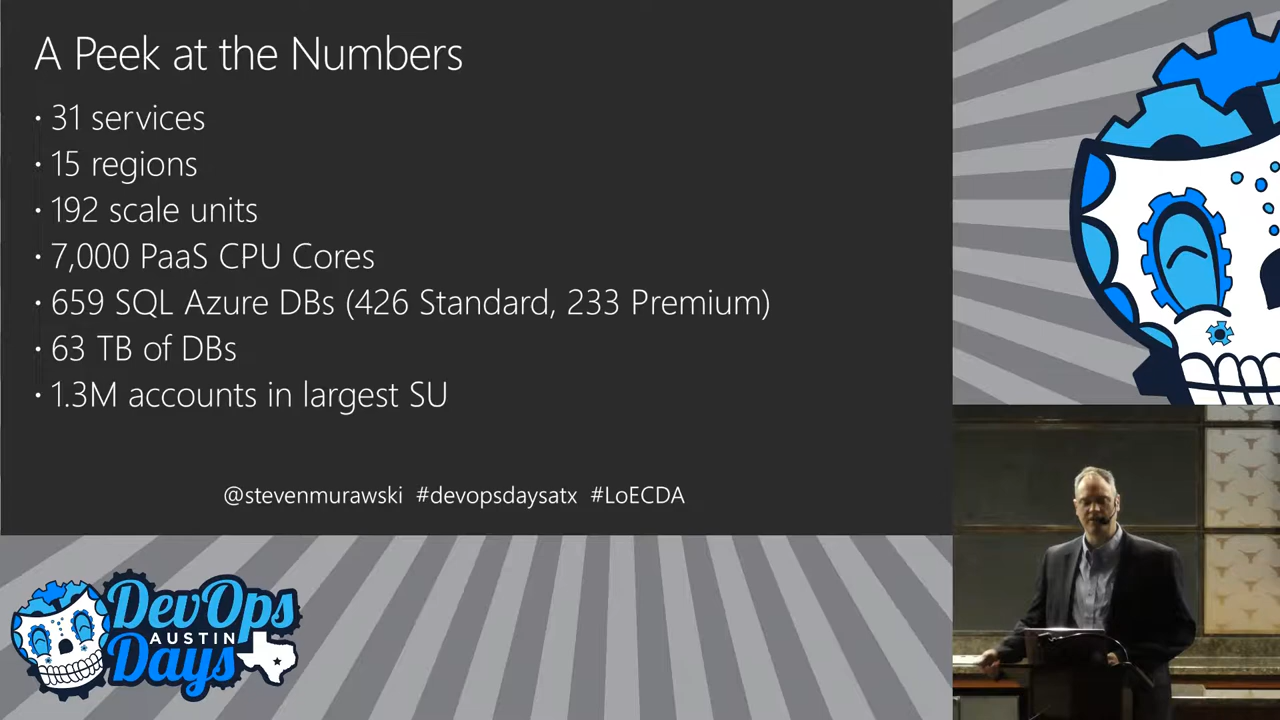 A Peek at the Numbers
• 31 services
• 15 regions
• 192 scale units
• 7,000 PaaS CPU Cores
• 659 SQL Azure DBs (426 Standard, 233 Premium)
• 63 TB of DBs
• 1.3M accounts in largest SU
@stevenmurawski #devopsdaysatx #LoECDA
DevOps
AUSTIN
Days